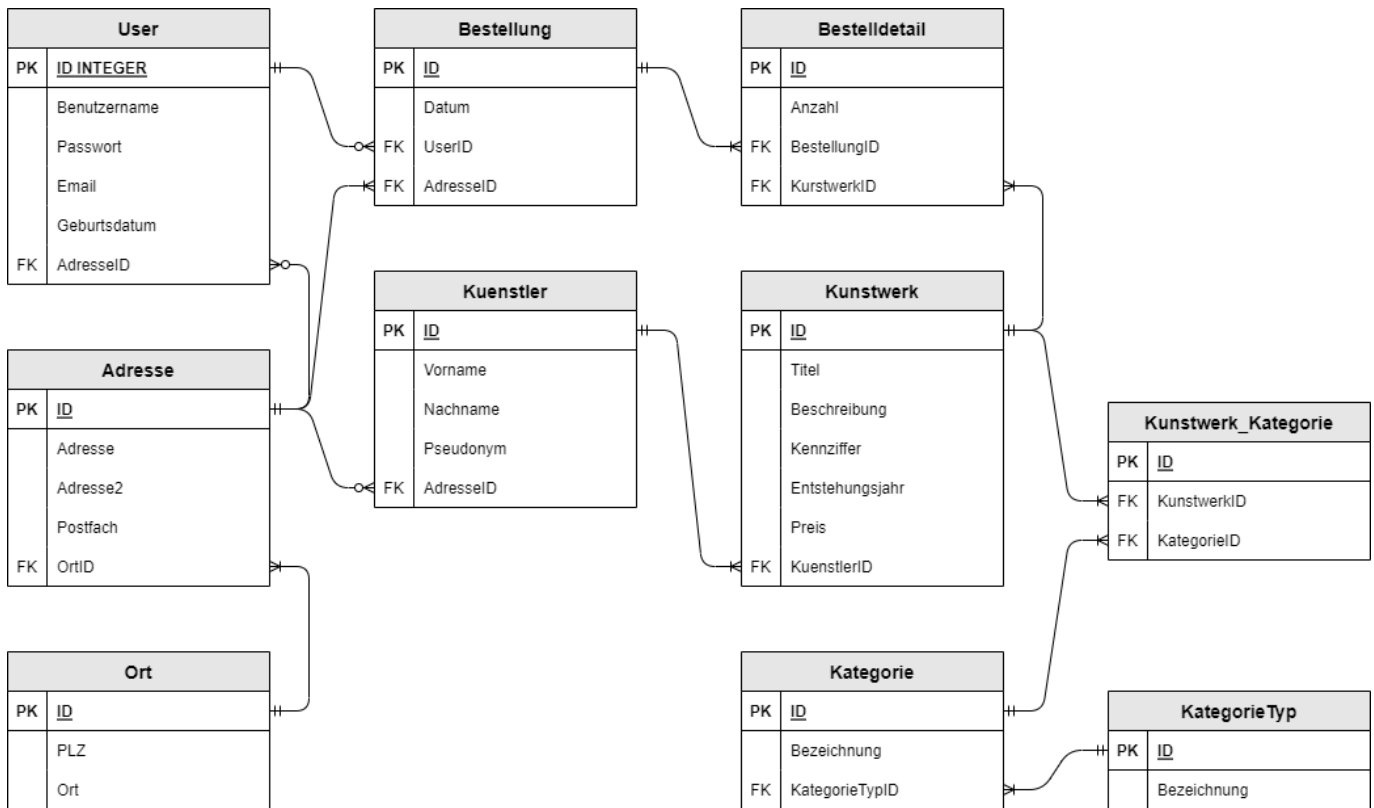 User
PK ID INTEGER
Benutzername
Passwort
Email
Geburtsdatum
FK AdresseID
Bestellung
PK ID
Datum
FK UserID
FK AdresseID
Bestelldetail
PK ID
Anzahl
FK BestellungID
FK KurstwerkID
Adresse
PK ID
Adresse
Adresse2
Postfach
FK OrtID
Kuenstler
PK ID
Vorname
Nachname
Pseudonym
FK AdresseID
Kunstwerk
PK ID
Titel
Beschreibung
Kennziffer
Entstehungsjahr
Preis
FK KuenstlerID
Kunstwerk_Kategorie
PK ID
FK KunstwerkID
FK KategorieID
Ort
PK ID
PLZ
Ort
Kategorie
PK ID
Bezeichnung
FK KategorieTypID
KategorieTyp
PK ID
Bezeichnung